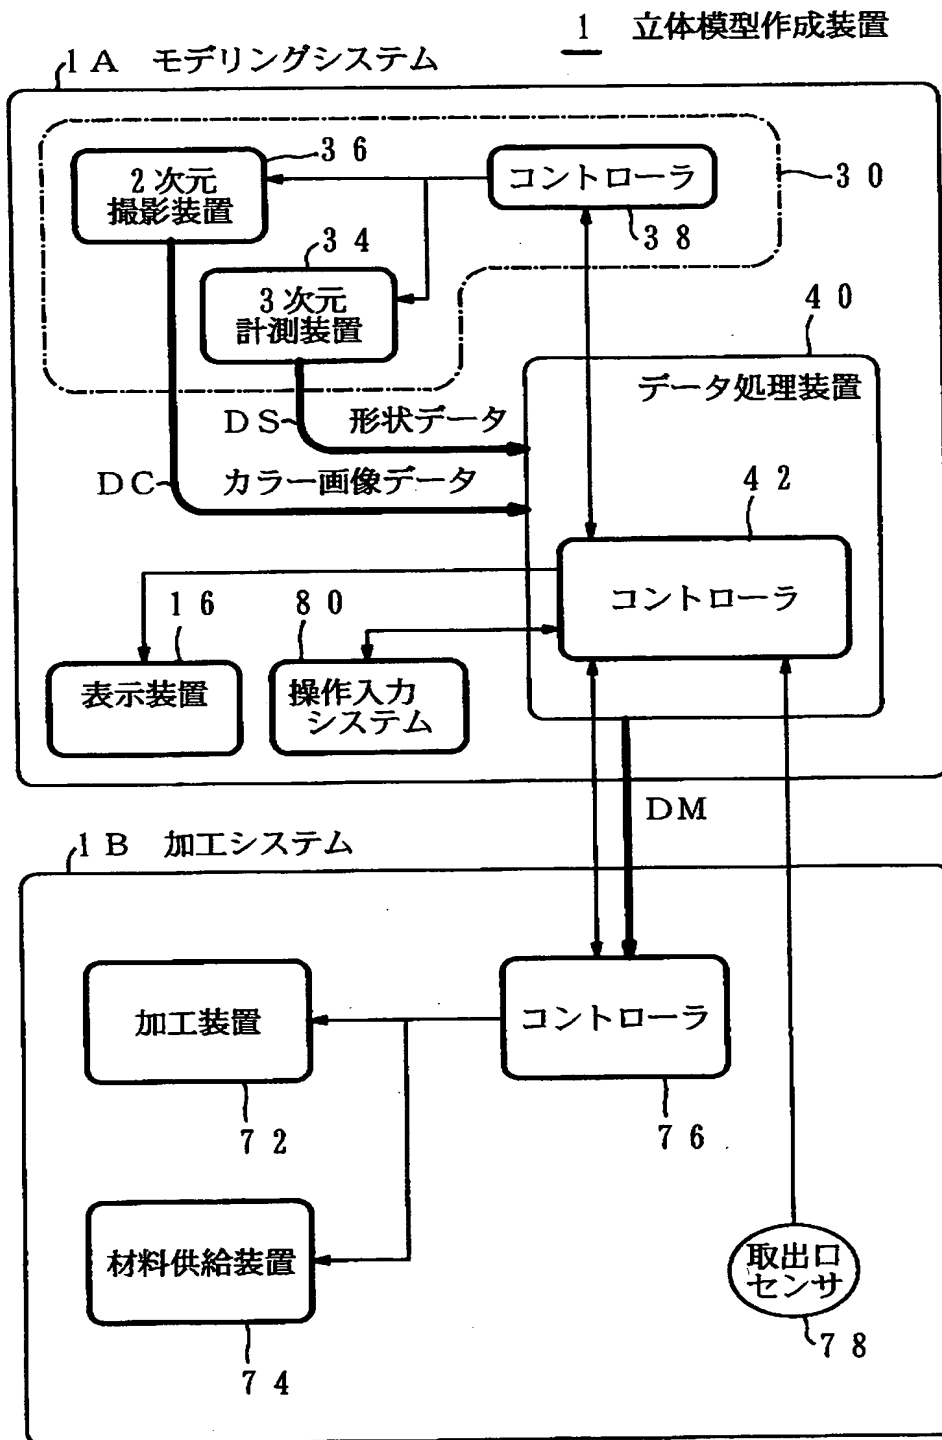 1 立体模型作成装置
1A モデリングシステム
36
2次元
撮影装置
コントローラ
30
38
34
3次元
計測装置
40
データ処理装置
DS 形状データ
DC カラー画像データ
42
コントローラ
16
80
表示装置
操作入力
システム
DM
1B 加工システム
加工装置
コントローラ
72
76
材料供給装置
取出口
センサ
74
78